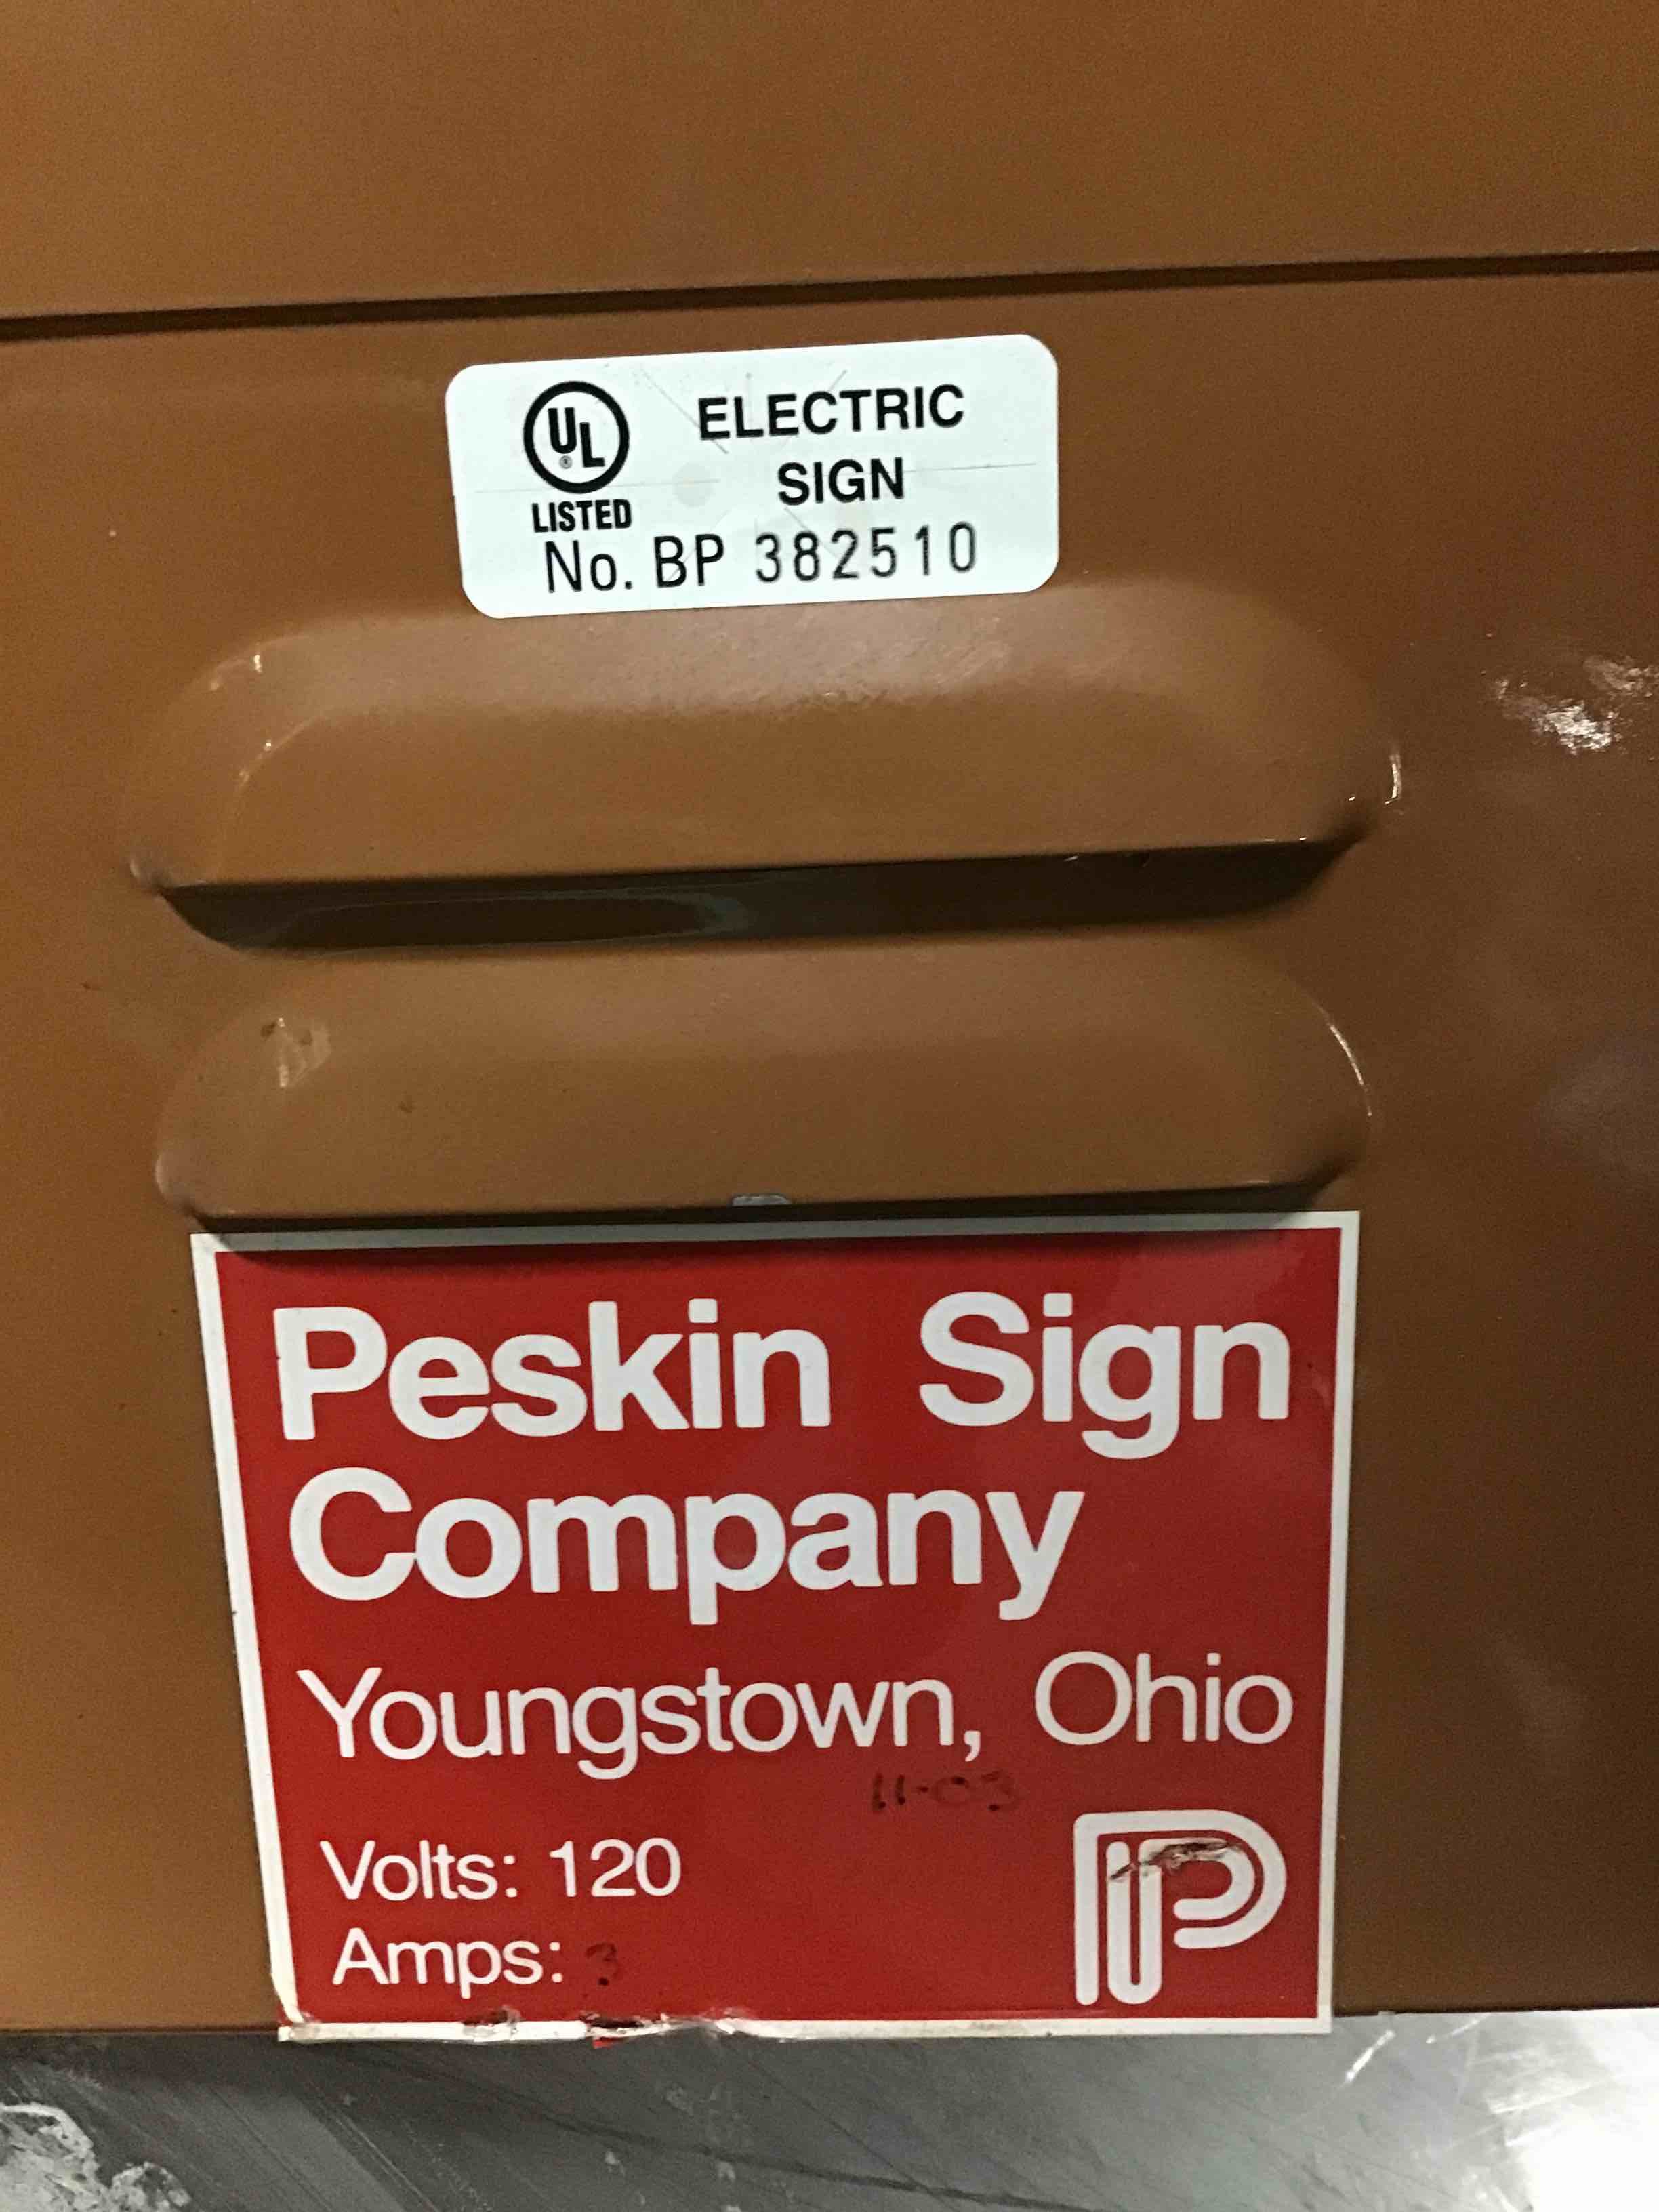 UL
®
LISTED
ELECTRIC
SIGN
No. BP 382510
Peskin Sign
Company
Youngstown, Ohio
11-03
Volts: 120
Amps: 3
P